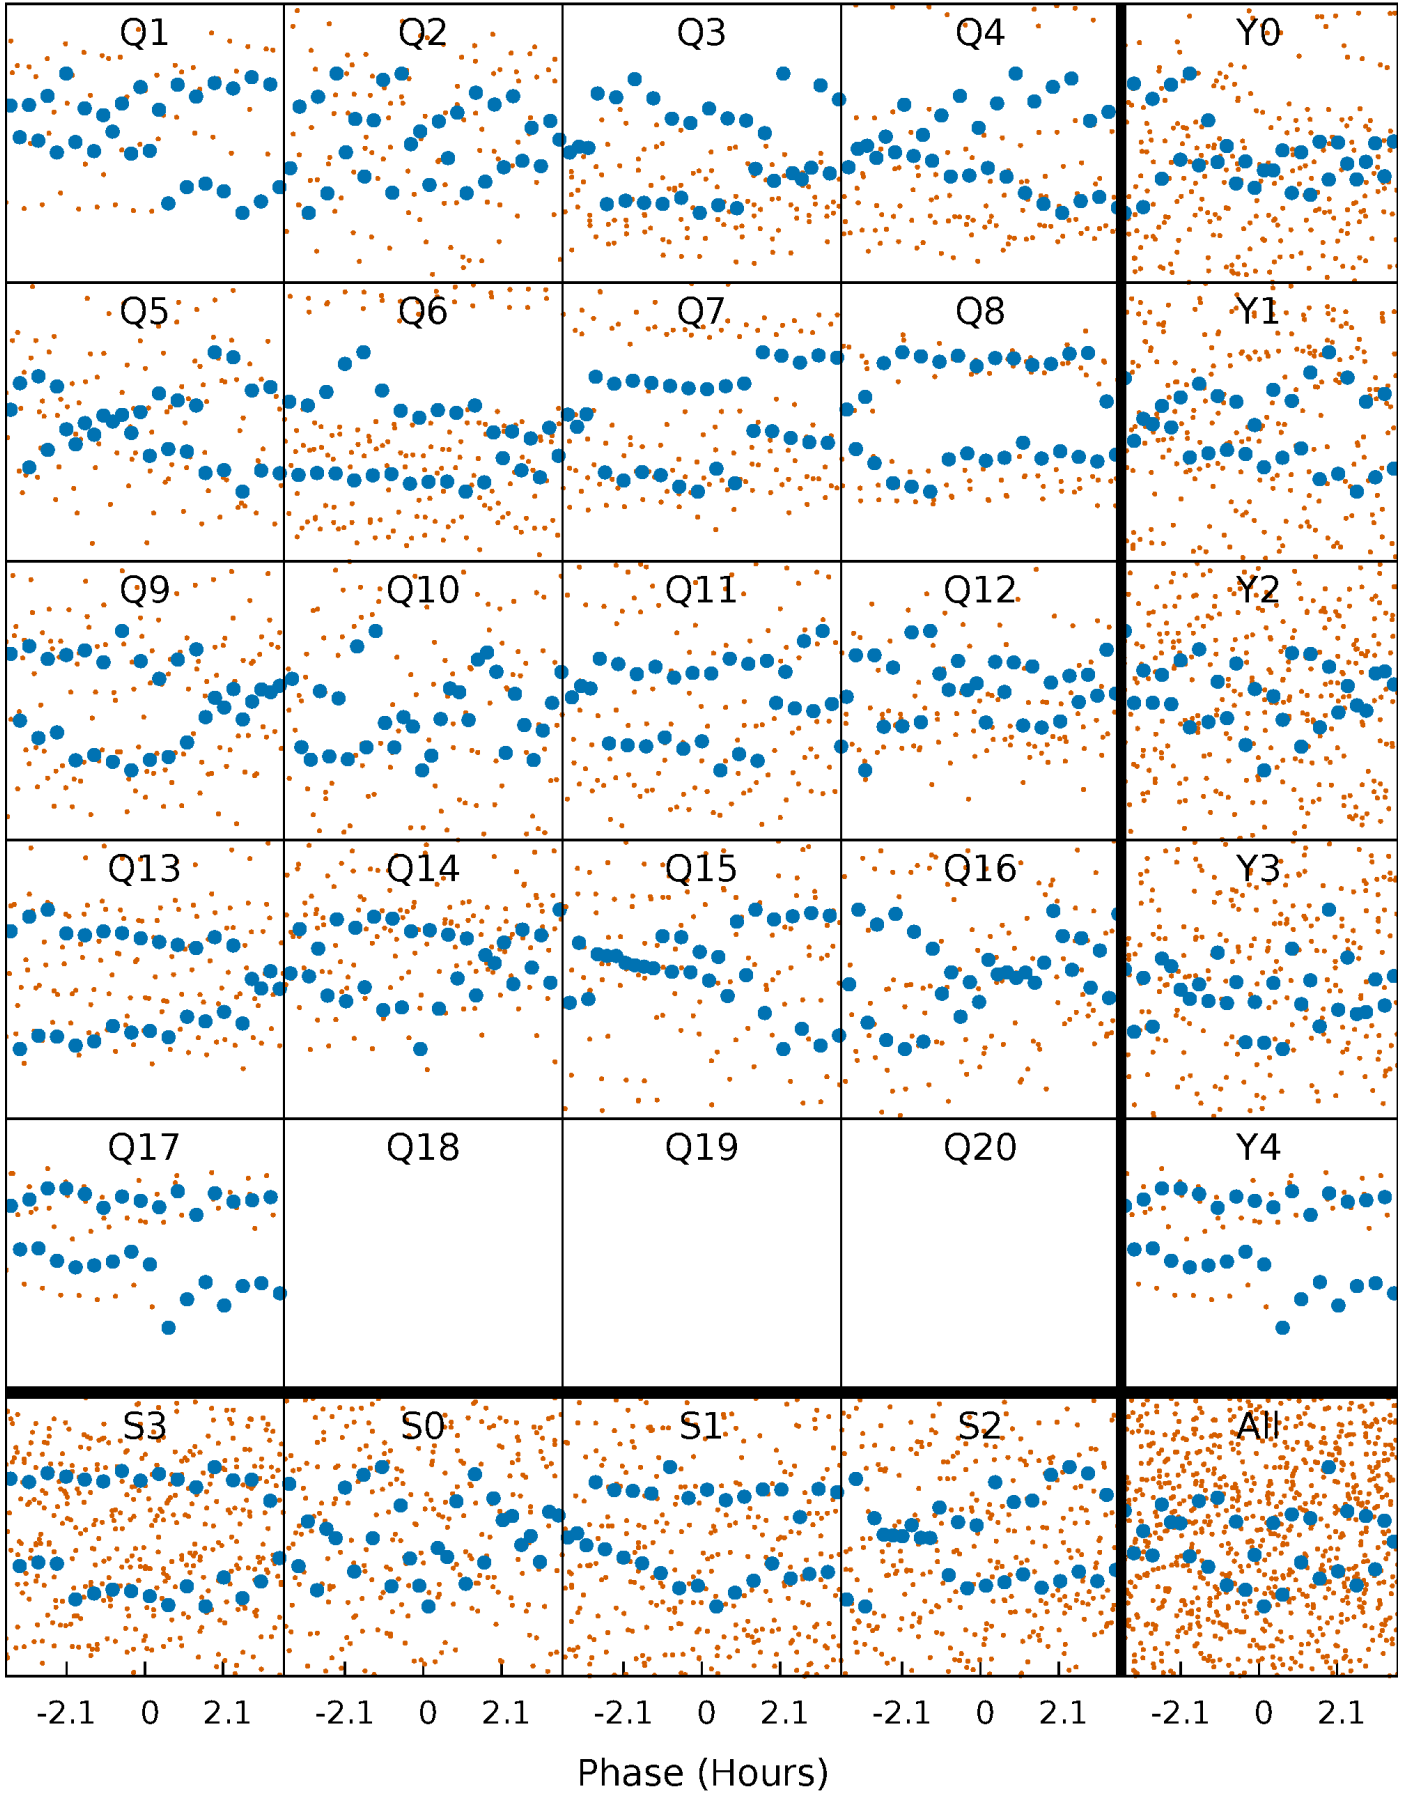 Q1 Q2 Q3 Q4 Y0
Q5 Q6 Q7 Q8 Y1
Q9 Q10 Q11 Q12 Y2
Q13 Q14 Q15 Q16 Y3
Q17 Q18 Q19 Q20 Y4
S3 S0 S1 S2 All
-2.1 0 2.1 -2.1 0 2.1 -2.1 0 2.1 -2.1 0 2.1 -2.1 0 2.1
Phase (Hours)